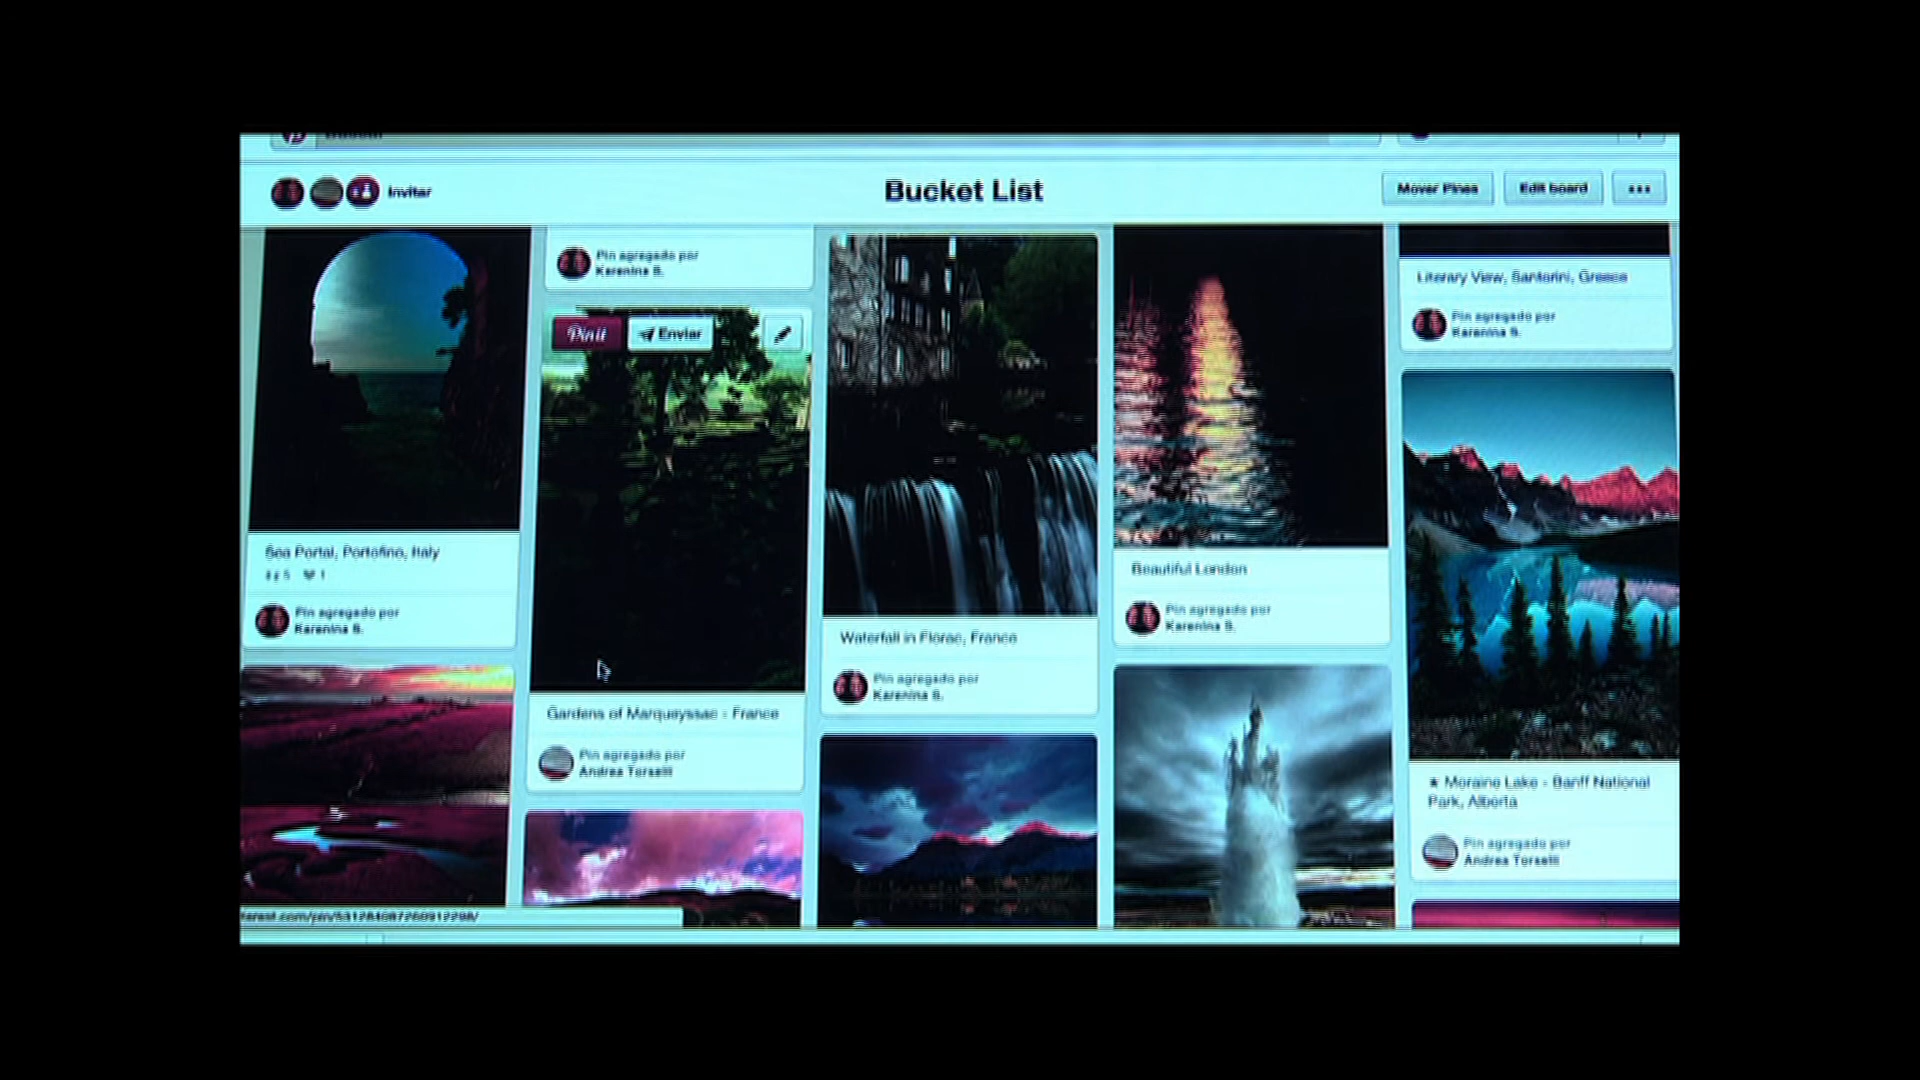 Invitar
Bucket List
Mover Pines
Edit board
Sea Portal, Portofino, Italy
5 1
Pin agregado por
Karenina S.
Pin agregado por
Karenina S.
Pinit
Enviar
Gardens of Marqueyssac - France
Pin agregado por
Andrea Torselli
Waterfall in Florac, France
Pin agregado por
Karenina S.
Beautiful London
Pin agregado por
Karenina S.
Literary View, Santorini, Greece
Pin agregado por
Karenina S.
★ Moraine Lake - Banff National
Park, Alberta
Pin agregado por
Andrea Torselli